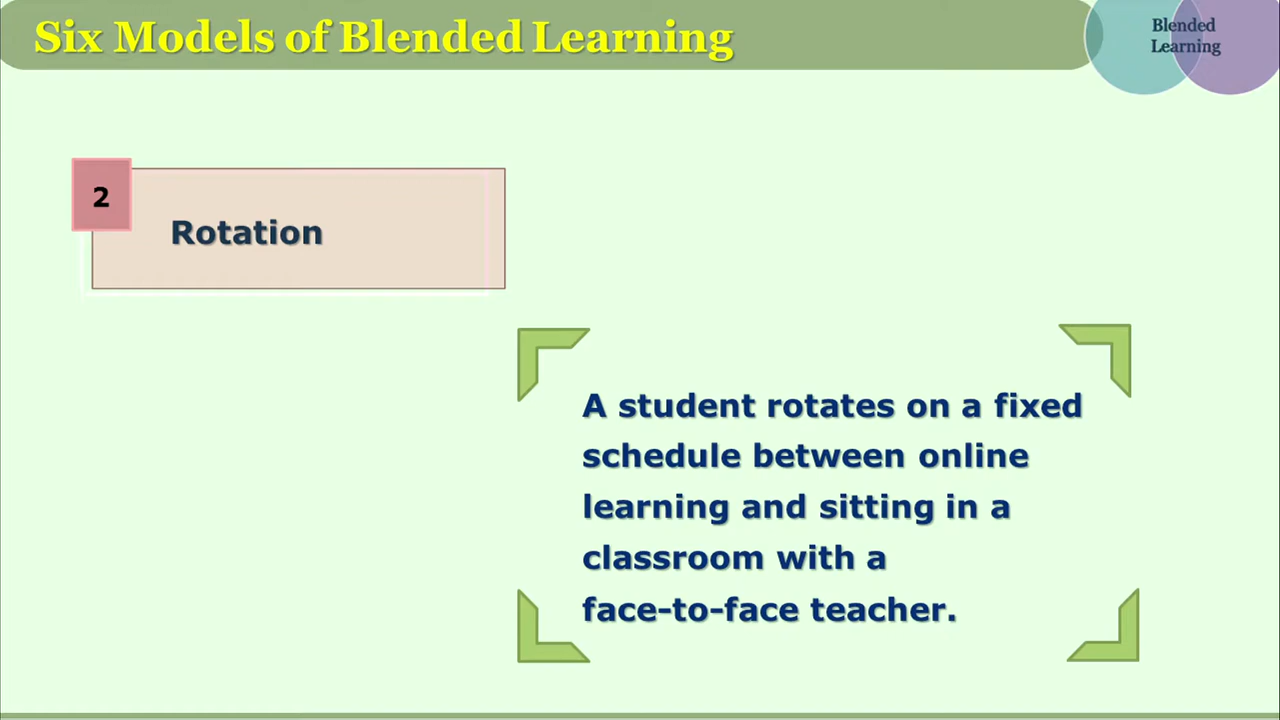 Six Models of Blended Learning
Blended
Learning
2
Rotation
A student rotates on a fixed
schedule between online
learning and sitting in a
classroom with a
face-to-face teacher.